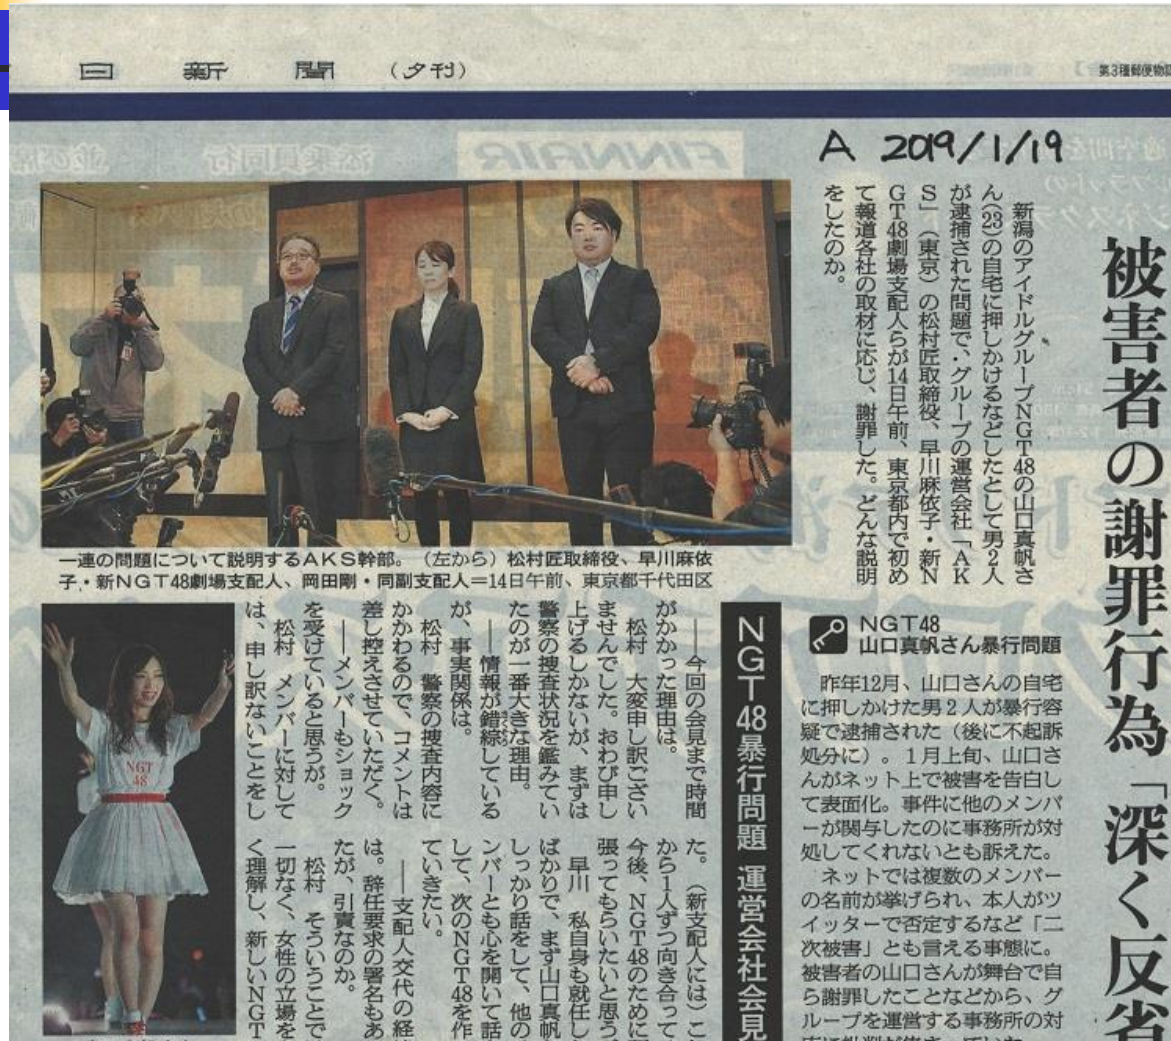 日新聞(夕刊)
第3種郵便物
A 2019/1/19
被害者の謝罪行為「深く反省
新潟のアイドルグループNGT48の山口真帆さ
ん(23)の自宅に押しかけるなどしたとして男2人
が逮捕された問題で、グループの運営会社「AK
S」(東京)の松村匠取締役、早川麻依子・新N
GT48劇場支配人らが14日午前、東京都内で初め
て報道各社の取材に応じ、謝罪した。どんな説明
をしたのか。
一連の問題について説明するAKS幹部。(左から)松村匠取締役、早川麻依
子・新NGT48劇場支配人、岡田剛・同副支配人=14日午前、東京都千代田区
NGT48
山口真帆さん暴行問題
昨年12月、山口さんの自宅
に押しかけた男2人が暴行容
疑で逮捕された(後に不起訴
処分に)。1月上旬、山口さ
んがネット上で被害を告白し
て表面化。事件に他のメンバ
ーが関与したのに事務所が対
処してくれないとも訴えた。
ネットでは複数のメンバー
の名前が挙げられ、本人がツ
イッターで否定するなど「二
次被害」とも言える事態に。
被害者の山口さんが舞台で自
ら謝罪したことなどから、グ
ループを運営する事務所の対
NGT48暴行問題 運営会社会見
――今回の会見まで時間
がかかった理由は。
松村 大変申し訳ござい
ませんでした。おわび申し
上げるしかないが、まずは
警察の捜査状況を鑑みてい
たのが一番大きな理由。
――情報が錯綜している
が、事実関係は。
松村 警察の捜査内容に
かかわるので、コメントは
差し控えさせていただく。
――メンバーもショック
を受けていると思うが。
松村 メンバーに対して
は、申し訳ないことをし
た。(新支配人には)こ
から1人ずつ向き合って
今後、NGT48のために
張ってもらいたいと思う
早川 私自身も就任し
ばかりで、まず山口真帆
しっかり話をして、他の
ンバーとも心を開いて話
して、次のNGT48を作
ていきたい。
――支配人交代の経
は。辞任要求の署名もあ
たが、引責なのか。
松村 そういうことで
一切なく、女性の立場を
く理解し、新しいNGT
NGT
48